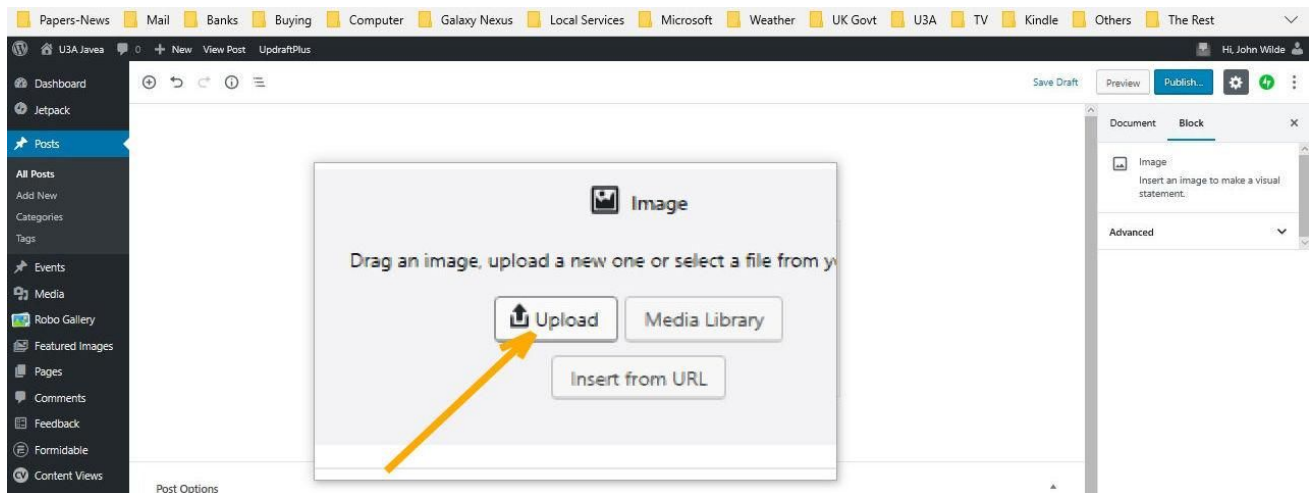 Papers-News Mail Banks Buying Computer Galaxy Nexus Local Services Microsoft Weather UK Govt U3A TV Kindle Others The Rest
U3A Javea 0 + New View Post UpdraftPlus Hi, John Wilde
Dashboard
Save Draft Preview Publish...
Jetpack
Document Block
Posts
All Posts
Add New
Categories
Tags
Events
Media
Robo Gallery
Featured Images
Pages
Comments
Feedback
Formidable
Content Views
Image
Drag an image, upload a new one or select a file from
Upload Media Library
Insert from URL
Post Options
Image
Insert an image to make a visual
statement.
Advanced